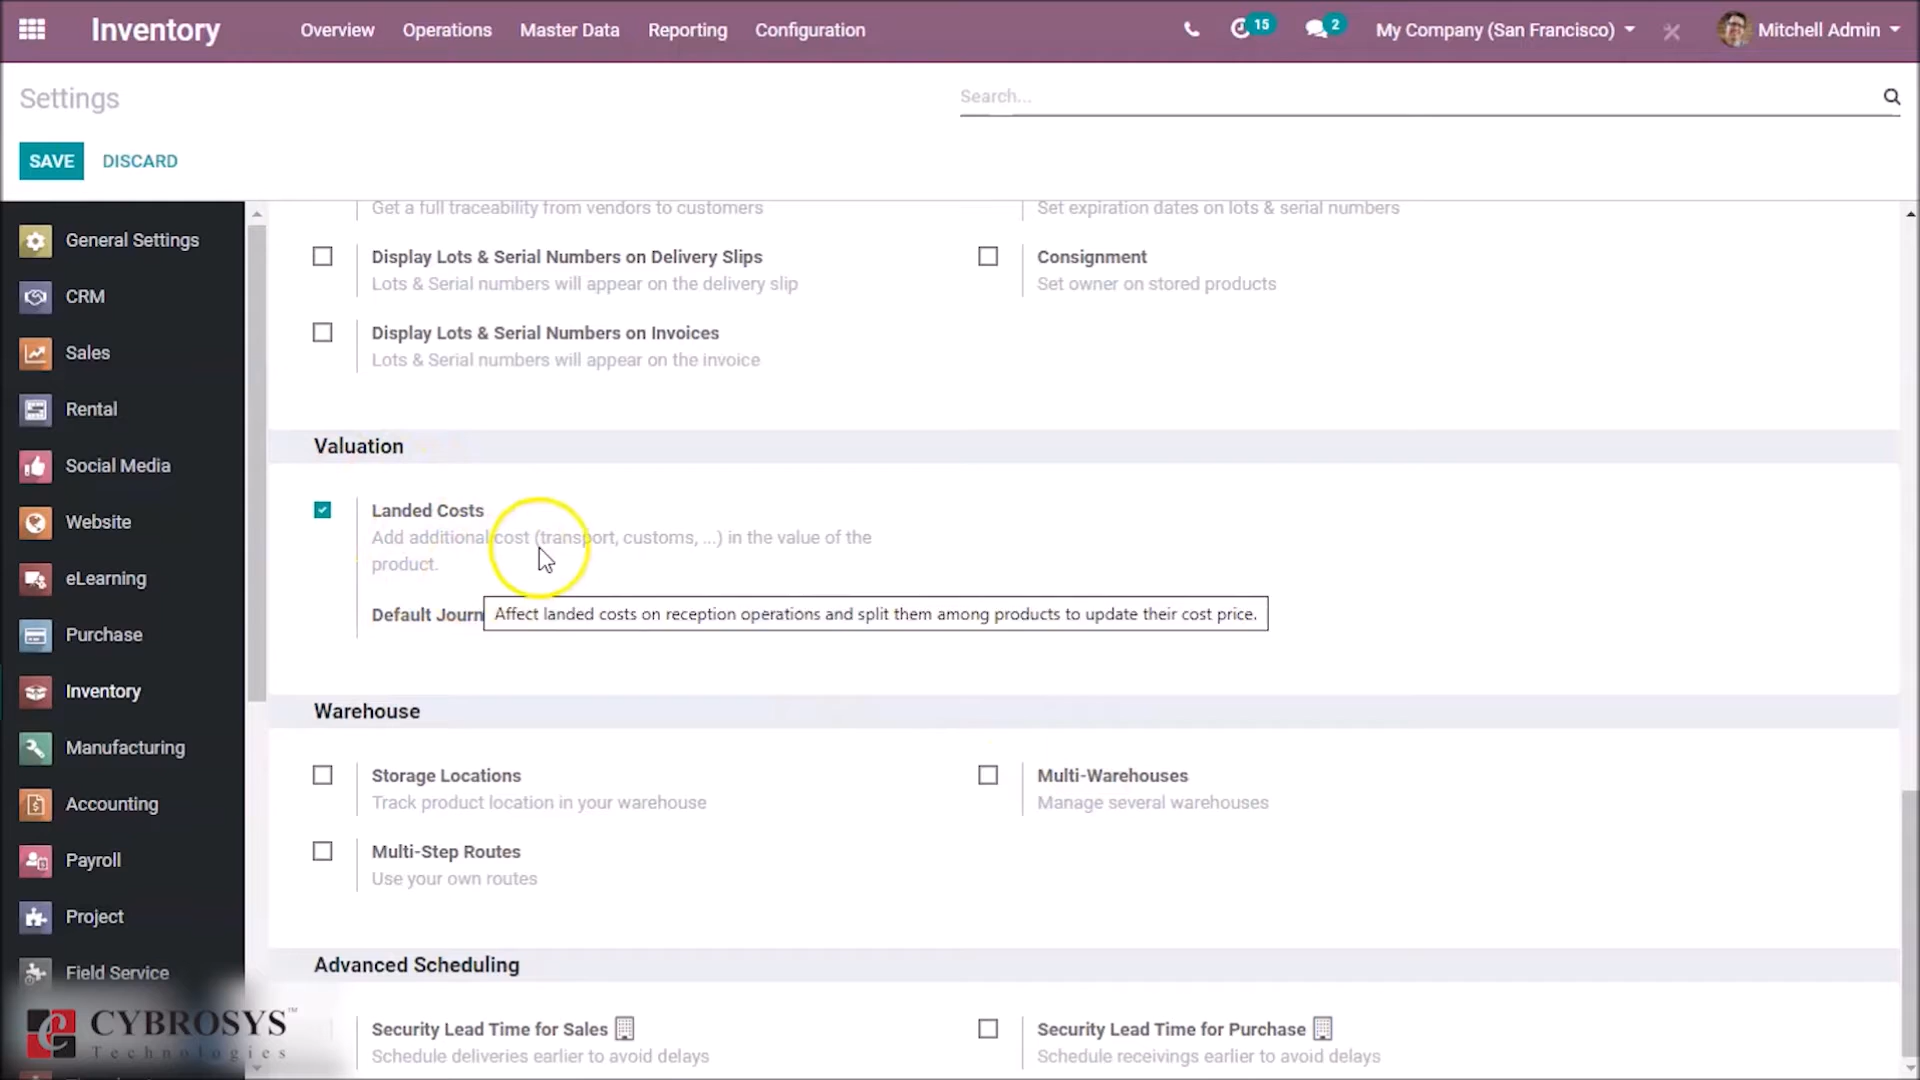 Inventory
Overview
Operations
Master Data
Reporting
Configuration
15
2
My Company (San Francisco)
Mitchell Admin
Settings
Search...
SAVE
DISCARD
General Settings
CRM
Sales
Rental
Social Media
Website
eLearning
Purchase
Inventory
Manufacturing
Accounting
Payroll
Project
Field Service
Get a full traceability from vendors to customers
Set expiration dates on lots & serial numbers
Display Lots & Serial Numbers on Delivery Slips
Lots & Serial numbers will appear on the delivery slip
Consignment
Set owner on stored products
Display Lots & Serial Numbers on Invoices
Lots & Serial numbers will appear on the invoice
Valuation
Landed Costs
Add additional cost (transport, customs, ...) in the value of the
product.
Default Journ
Affect landed costs on reception operations and split them among products to update their cost price.
Warehouse
Storage Locations
Track product location in your warehouse
Multi-Warehouses
Manage several warehouses
Multi-Step Routes
Use your own routes
Advanced Scheduling
Security Lead Time for Sales
Schedule deliveries earlier to avoid delays
Security Lead Time for Purchase
Schedule receivings earlier to avoid delays
CYBROSYS™
Technologies